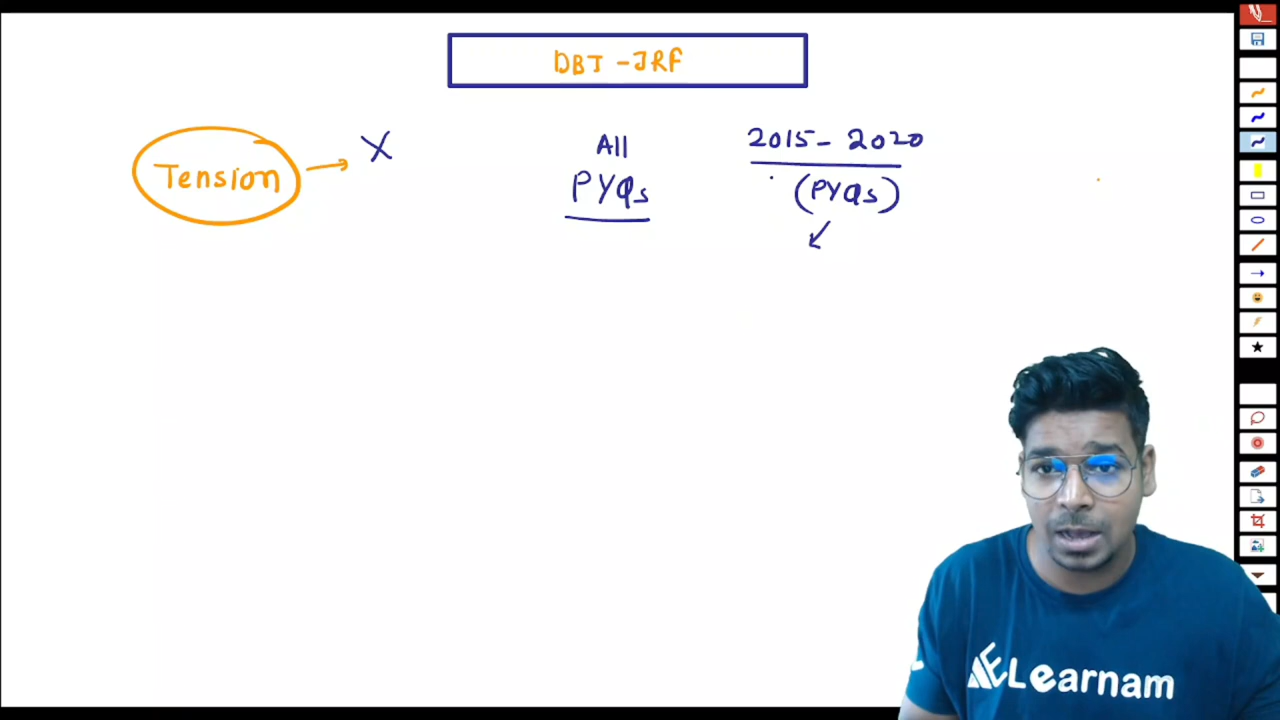 DBT - JRF
Tension → X
All
PYQs
2015 - 2020
(PYQs)
Learnam